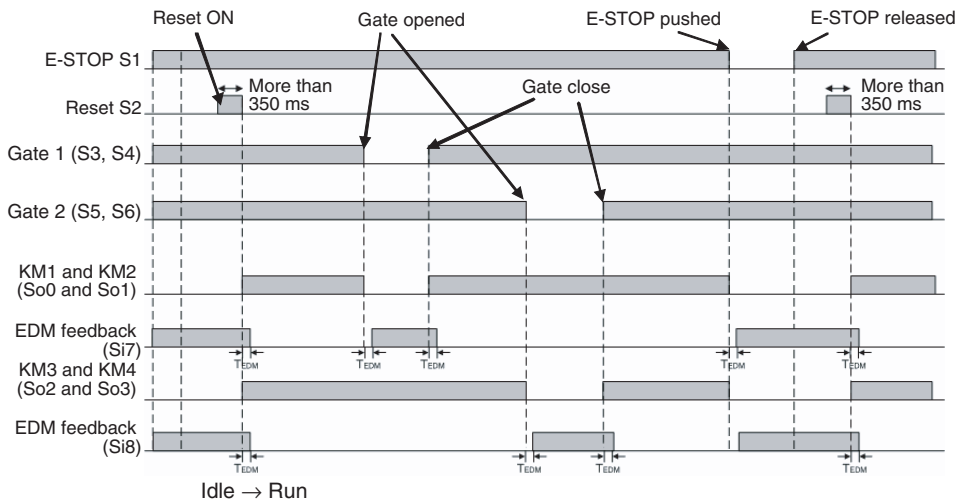 Reset ON
Gate opened
E-STOP pushed
E-STOP released
E-STOP S1
More than
350 ms
Gate close
More than
350 ms
Reset S2
Gate 1 (S3, S4)
Gate 2 (S5, S6)
KM1 and KM2
(So0 and So1)
EDM feedback
(Si7)
TEDM
TEDM
TEDM
TEDM
TEDM
KM3 and KM4
(So2 and So3)
EDM feedback
(Si8)
TEDM
TEDM
TEDM
TEDM
Idle → Run